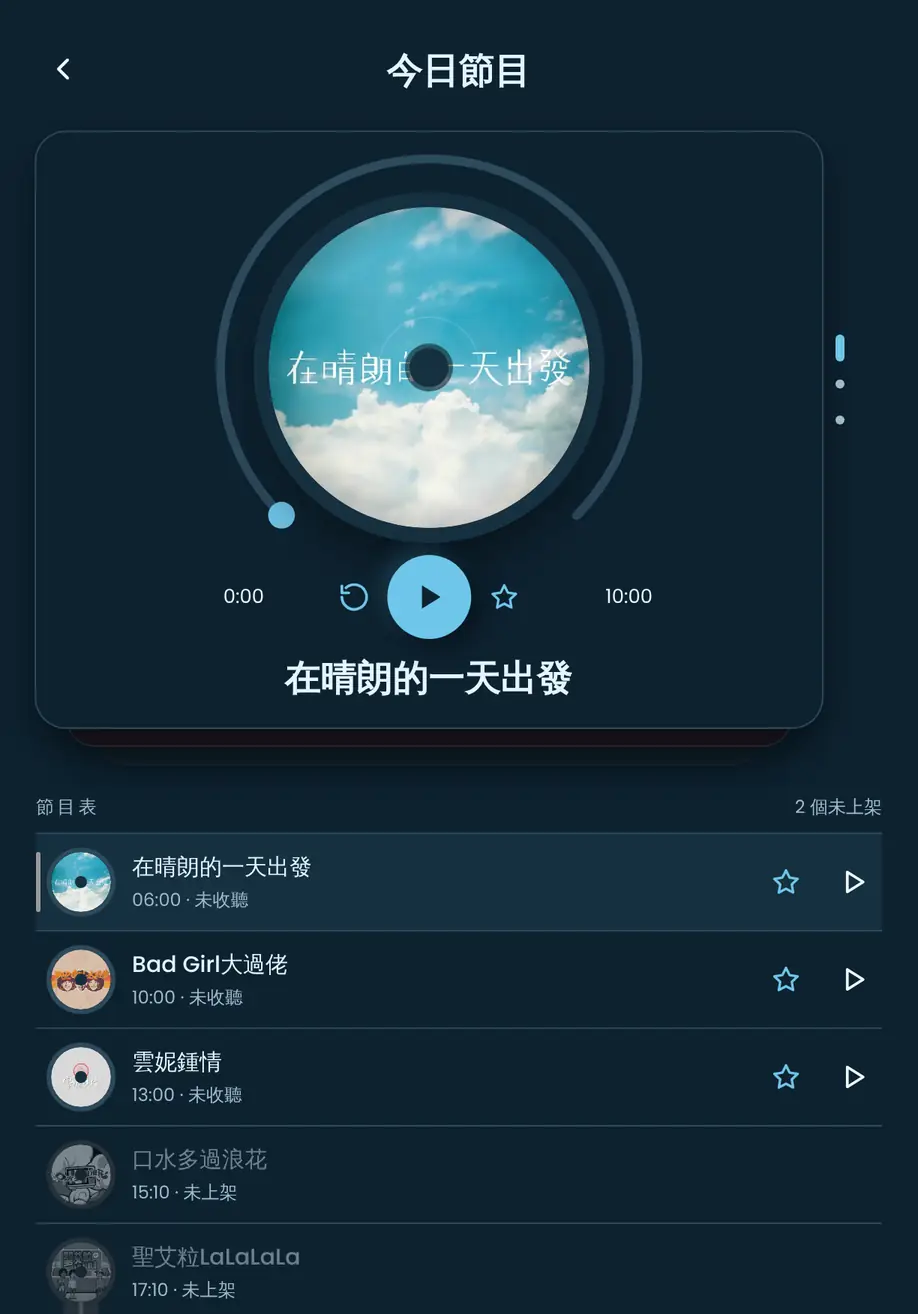 今日節目
在晴朗的一天出發
0:00
10:00
在晴朗的一天出發
節目表
2 個未上架
在晴朗的一天出發
06:00 · 未收聽
Bad Girl大過佬
10:00 · 未收聽
雲妮鍾情
13:00 · 未收聽
口水多過浪花
15:10 · 未上架
聖艾粒LaLaLaLa
17:10 · 未上架